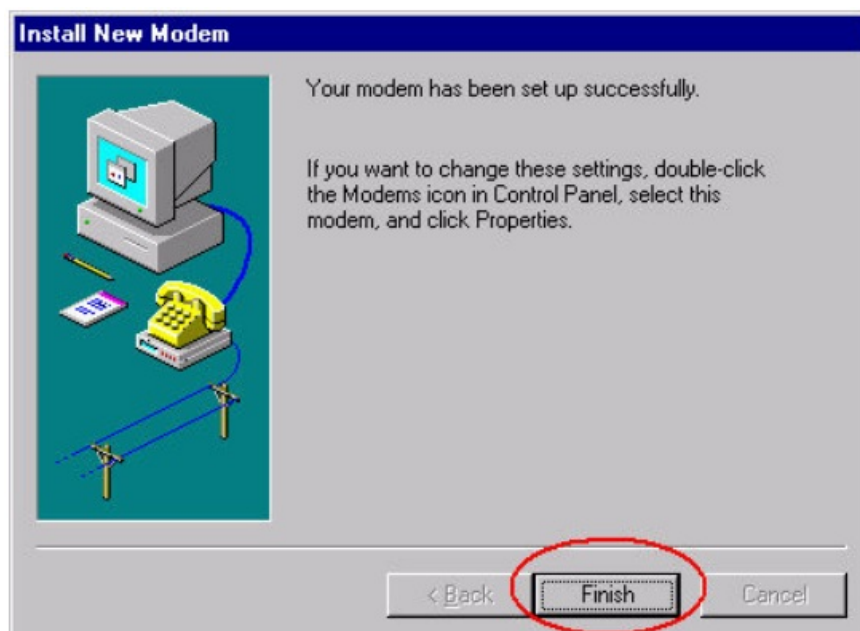 Install New Modem
Your modem has been set up successfully.
If you want to change these settings, double-click
the Modems icon in Control Panel, select this
modem, and click Properties.
< Back
Finish
Cancel